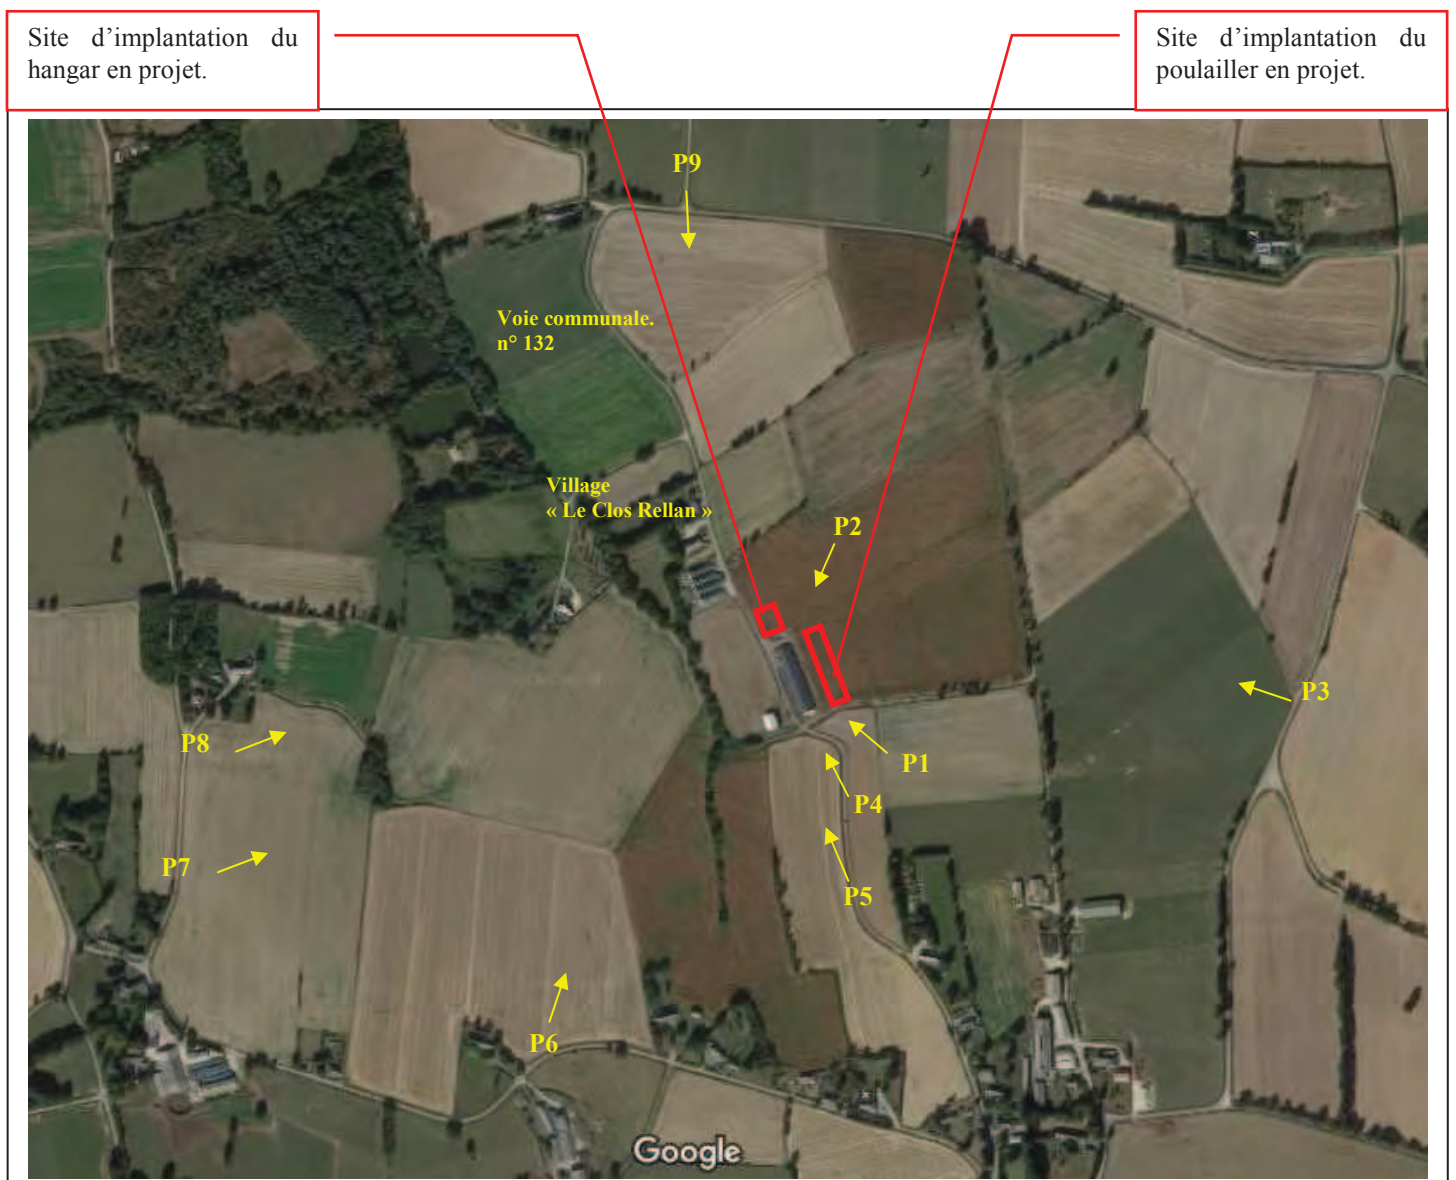 Site d’implantation du
hangar en projet.
Site d’implantation du
poulailler en projet.
P9
Voie communale.
n° 132
Village
« Le Clos Rellan »
P2
P3
P8
P1
P4
P7
P5
P6
Google